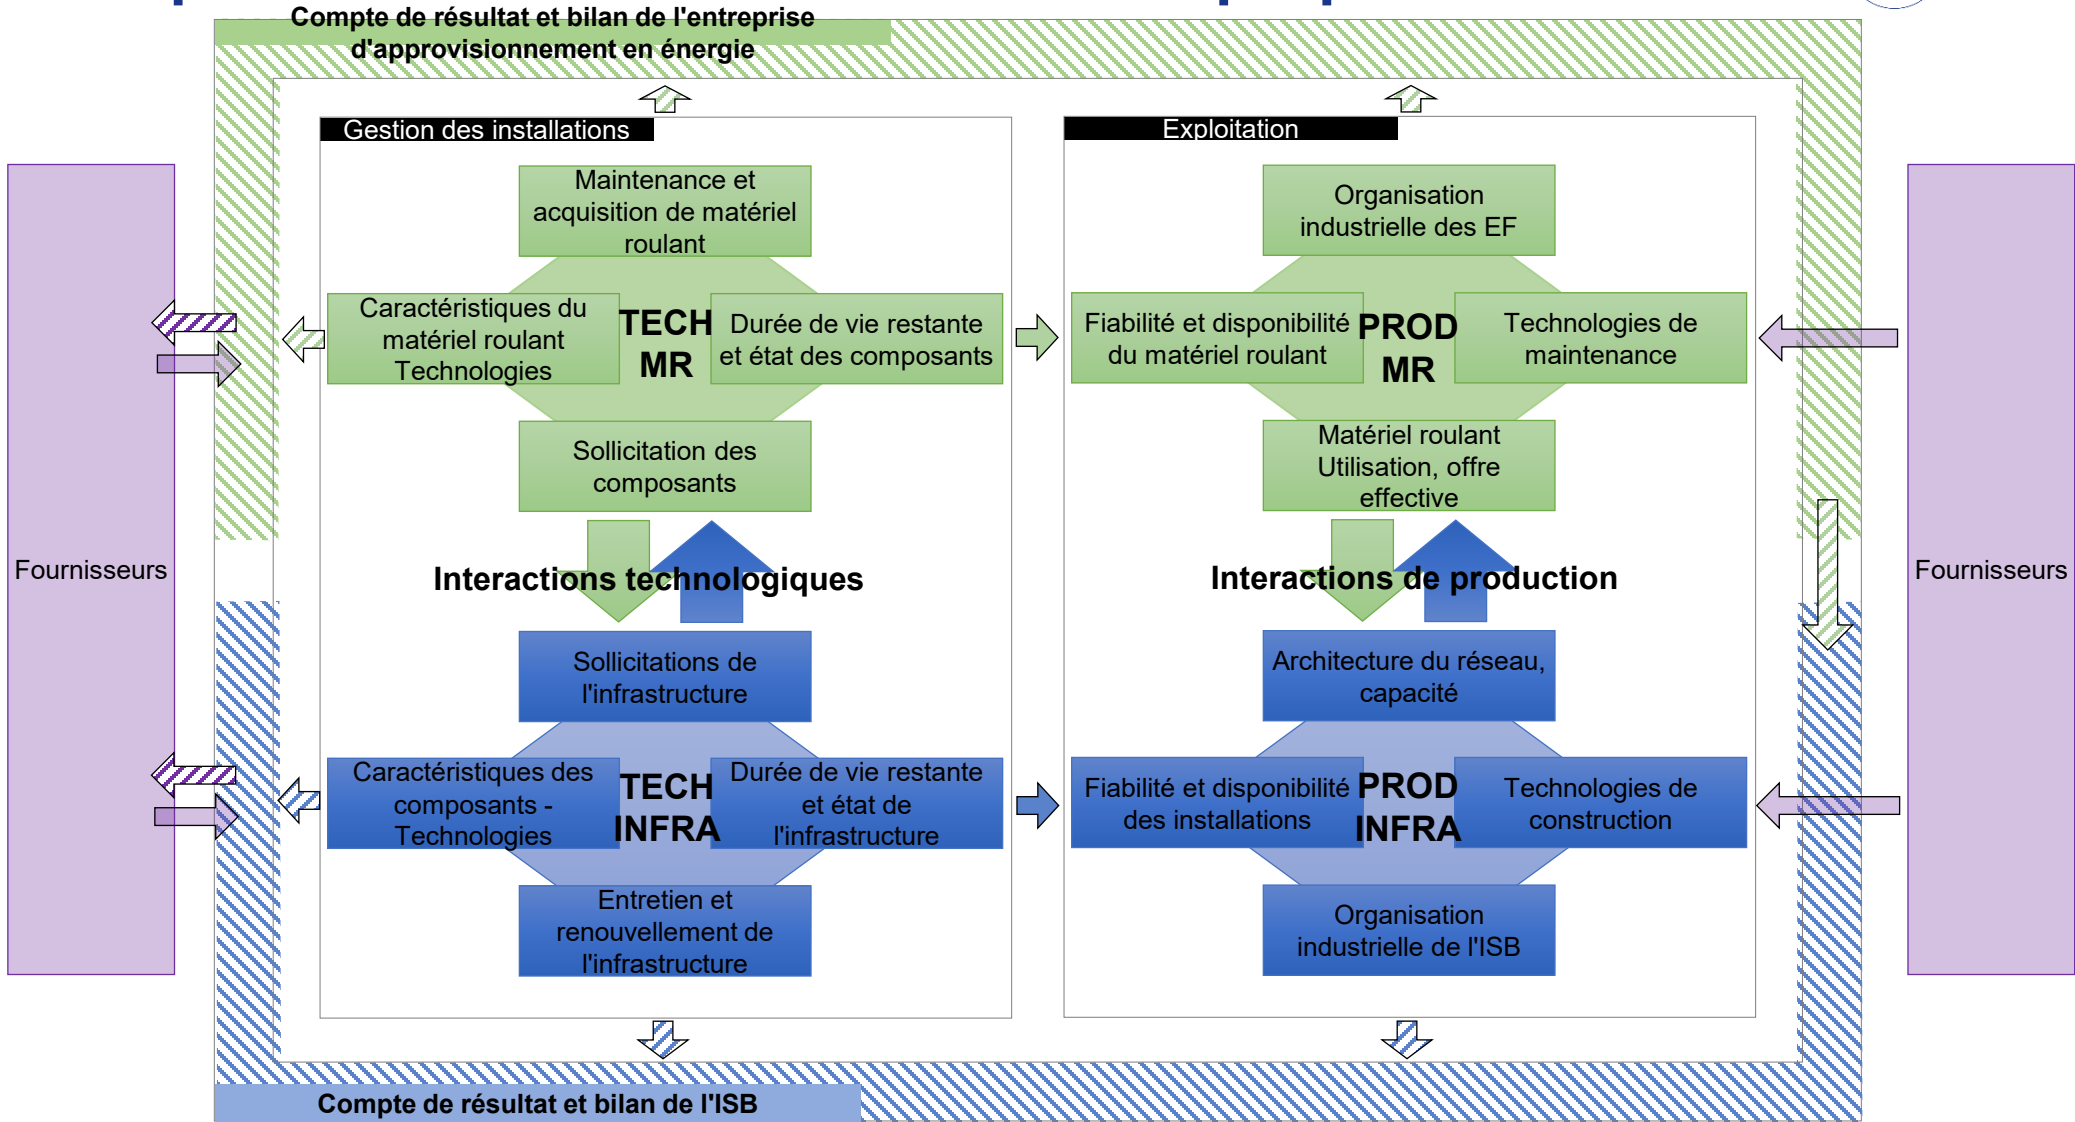 Compte de résultat et bilan de l'entreprise
d'approvisionnement en énergie
Gestion des installations
Exploitation
Maintenance et
acquisition de matériel
roulant
Caractéristiques du
matériel roulant
Technologies
TECH
MR
Durée de vie restante
et état des composants
Sollicitation des
composants
Organisation
industrielle des EF
Fiabilité et disponibilité
du matériel roulant
PROD
MR
Technologies de
maintenance
Matériel roulant
Utilisation, offre
effective
Fournisseurs
Interactions technologiques
Interactions de production
Fournisseurs
Sollicitations de
l'infrastructure
Caractéristiques des
composants -
Technologies
TECH
INFRA
Durée de vie restante
et état de
l'infrastructure
Entretien et
renouvellement de
l'infrastructure
Architecture du réseau,
capacité
Fiabilité et disponibilité
des installations
PROD
INFRA
Technologies de
construction
Organisation
industrielle de l'ISB
Compte de résultat et bilan de l'ISB